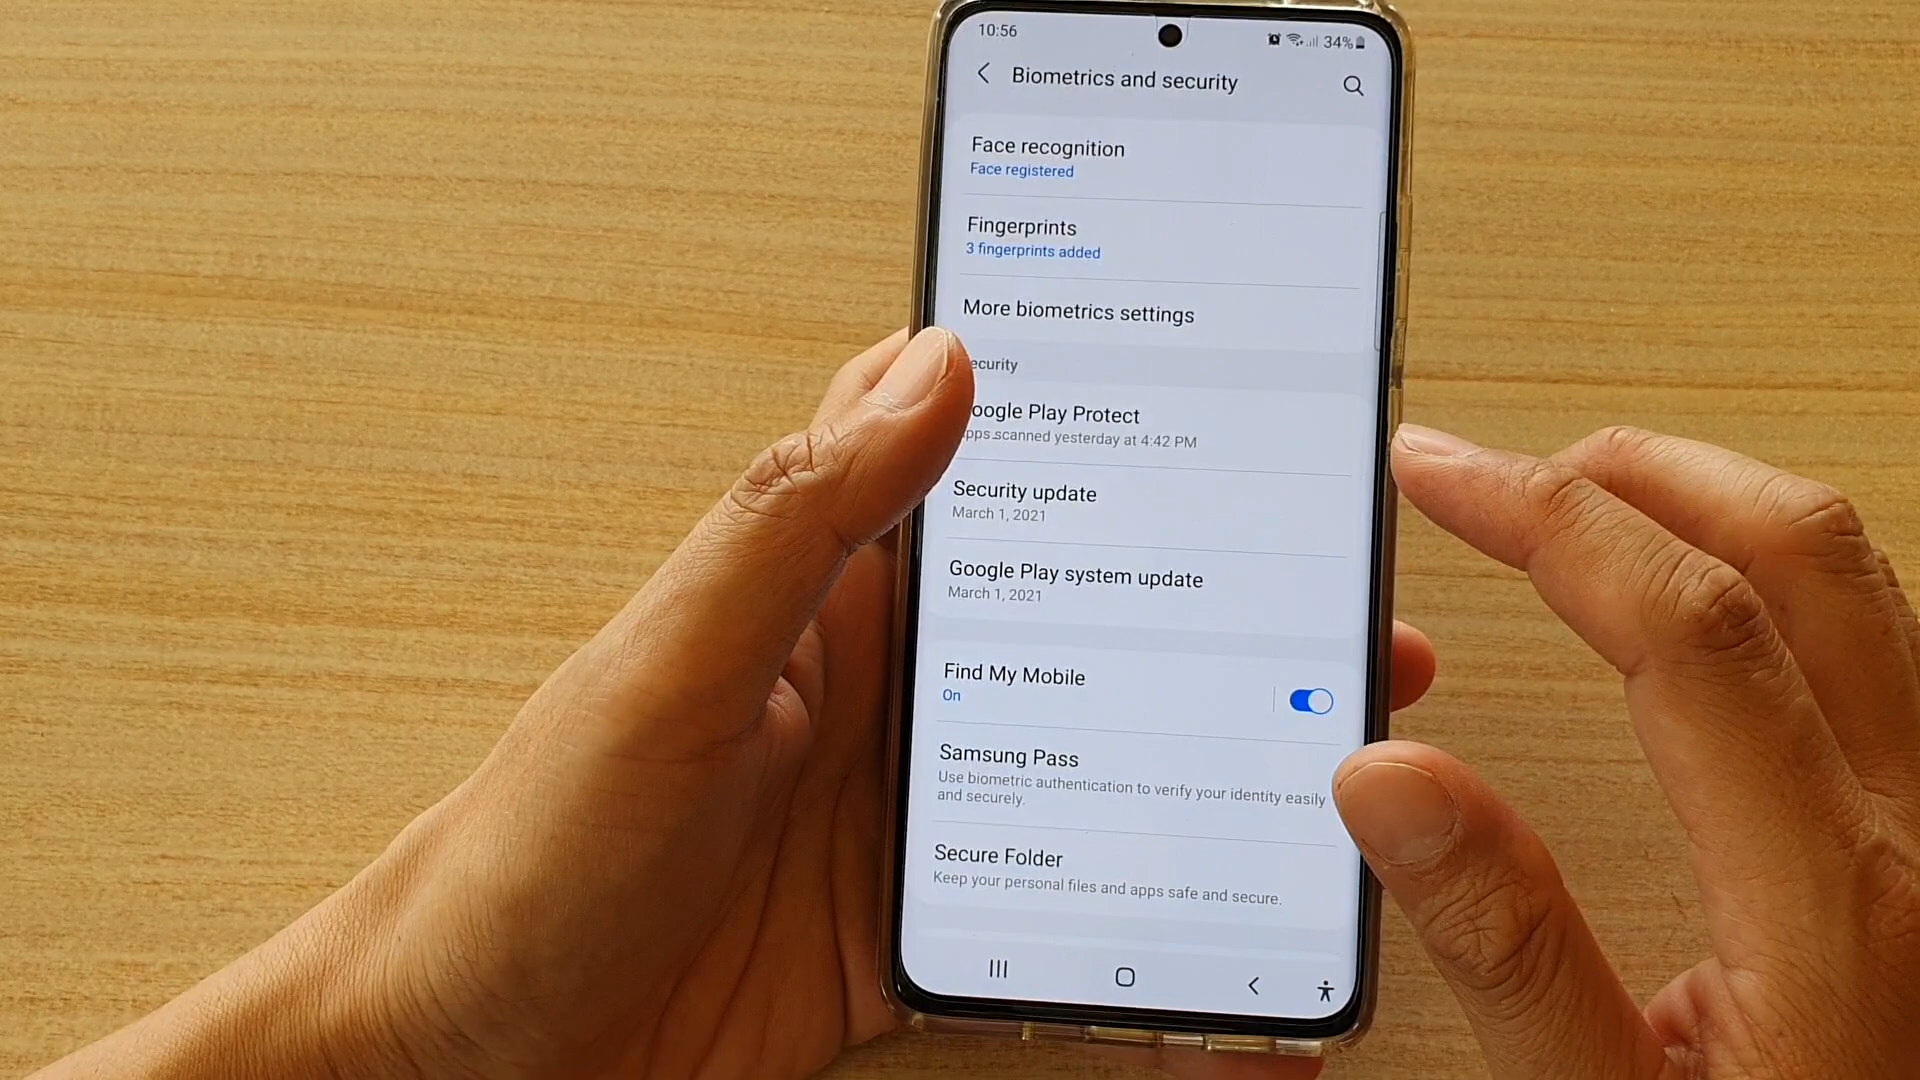 10:56
34%
Biometrics and security
Face recognition
Face registered
Fingerprints
3 fingerprints added
More biometrics settings
ecurity
oogle Play Protect
pps scanned yesterday at 4:42 PM
Security update
March 1, 2021
Google Play system update
March 1, 2021
Find My Mobile
On
Samsung Pass
Use biometric authentication to verify your identity easily
and securely.
Secure Folder
Keep your personal files and apps safe and secure.